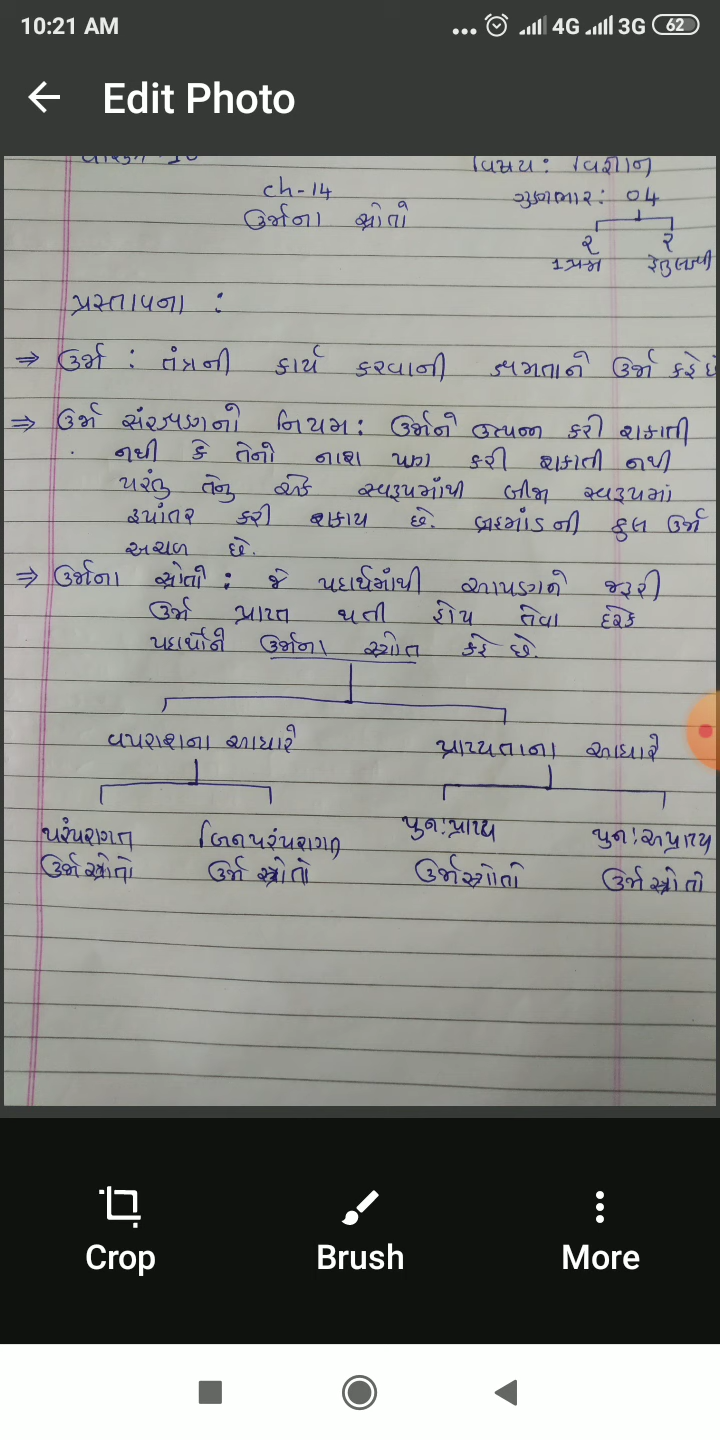 10:21 AM
4G 3G 62
Edit Photo
વિષય: વિજ્ઞાન
ch-14
ગુણભાર: ૦૪
ઉર્જાના સ્રોતો
૨ ૨
1 પ્રશ્ન હેતુલક્ષી
પ્રસ્તાવના :
⇒ ઉર્જા : તંત્રની કાર્ય કરવાની ક્ષમતાને ઉર્જા કહે છે
⇒ ઉર્જા સંરક્ષણનો નિયમ : ઉર્જાને ઉત્પન્ન કરી શકાતી
નથી કે તેનો નાશ પણ કરી શકાતી નથી
પરંતુ તેનુ એક સ્વરૂપમાંથી બીજા સ્વરૂપમાં
રૂપાંતર કરી શકાય છે. બ્રહ્માંડની કુલ ઉર્જા
અચળ છે.
⇒ ઉર્જાના સ્રોતો : જે પદાર્થમાંથી આપણને જરૂરી
ઉર્જા પ્રાપ્ત થતી હોય તેવા દરેક
પદાર્થોને ઉર્જાના સ્રોત કહે છે.
વપરાશના આધારે પ્રાપ્યતાના આધારે
પરંપરાગત બિનપરંપરાગત પુન:પ્રાપ્ય પુન:અપ્રાપ્ય
ઉર્જાસ્રોતો ઉર્જા સ્રોતો ઉર્જાસ્રોતો ઉર્જાસ્રોતો
Crop Brush More